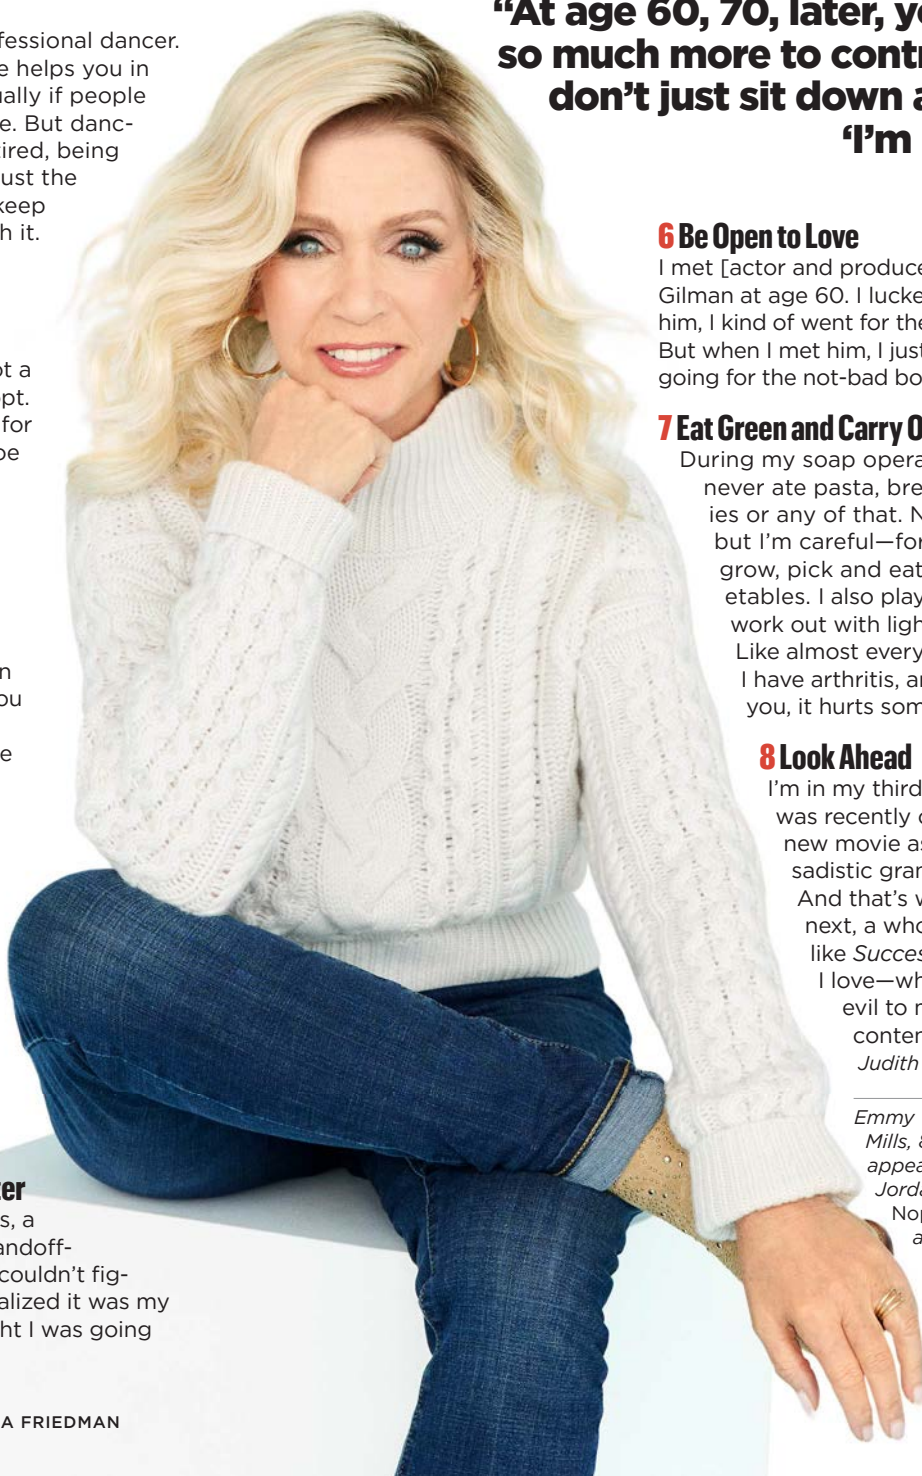 fessional dancer.
e helps you in
ually if people
e. But danc-
ired, being
ust the
keep
h it.
ot a
pt.
for
be
n
ou
e
ter
s, a
andoff-
couldn't fig-
alized it was my
ht I was going
A FRIEDMAN
"At age 60, 70, later, yo
so much more to contr
don't just sit down a
'I'm
6 Be Open to Love
I met [actor and produce
Gilman at age 60. I lucke
him, I kind of went for the
But when I met him, I just
going for the not-bad bo
7 Eat Green and Carry O
During my soap opera
never ate pasta, bre
ies or any of that. N
but I'm careful—for
grow, pick and eat
etables. I also play
work out with ligh
Like almost every
I have arthritis, a
you, it hurts som
8 Look Ahead
I'm in my third
was recently c
new movie as
sadistic gran
And that's w
next, a who
like Succes
I love—wh
evil to r
conter
Judith
Emmy
Mills, 8
appea
Jorda
Nop
a